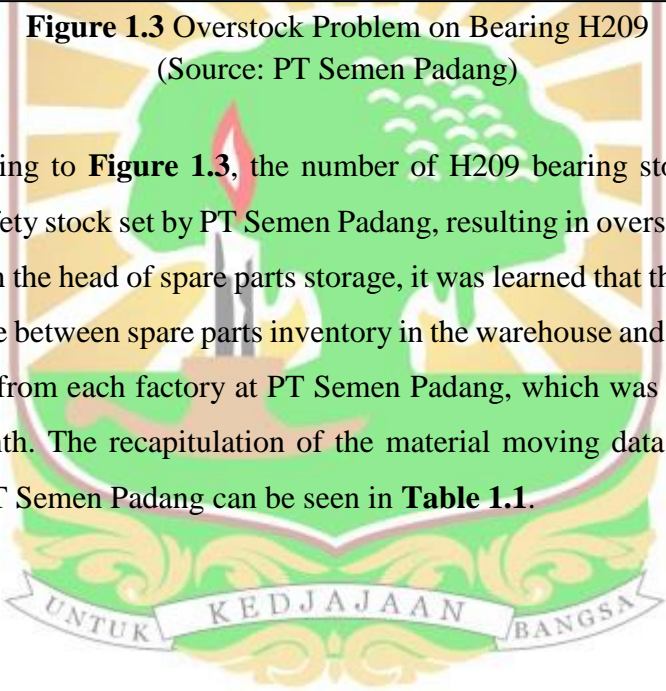 Figure 1.3 Overstock Problem on Bearing H209
(Source: PT Semen Padang)
ing to Figure 1.3, the number of H209 bearing sto
fety stock set by PT Semen Padang, resulting in overs
n the head of spare parts storage, it was learned that th
e between spare parts inventory in the warehouse and
from each factory at PT Semen Padang, which was
nth. The recapitulation of the material moving data
T Semen Padang can be seen in Table 1.1.
UNTUK KEDJAJAAN BANGSA